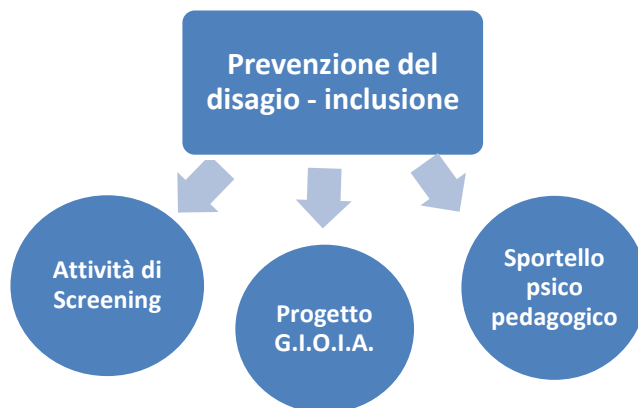 Prevenzione del
disagio - inclusione
Attività di
Screening
Progetto
G.I.O.I.A.
Sportello
psico
pedagogico